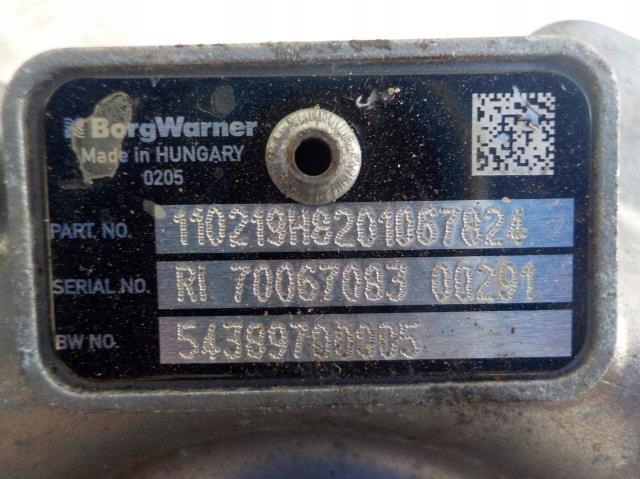 BorgWarner
Made in HUNGARY
0205
PART. NO. 110219H8201067824
SERIAL NO. RI 70067083 00291
BW NO. 54389700005